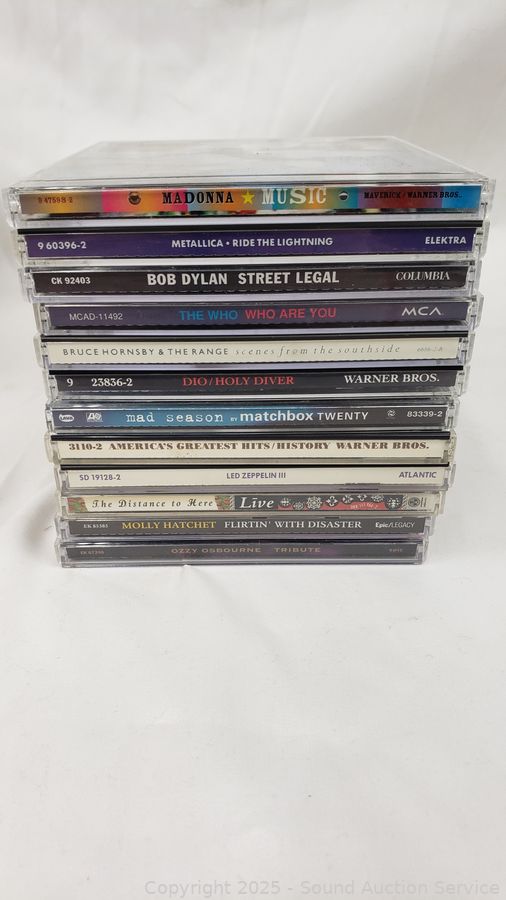 9 47598-2 MADONNA ★ MUSIC MAVERICK / WARNER BROS.
9 60396-2 METALLICA • RIDE THE LIGHTNING ELEKTRA
CK 92403 BOB DYLAN STREET LEGAL COLUMBIA
MCAD-11492 THE WHO WHO ARE YOU MCA
BRUCE HORNSBY & THE RANGE scenes from the southside
9 23836-2 DIO/HOLY DIVER WARNER BROS.
mad season BY matchbox TWENTY 83339-2
3110-2 AMERICA'S GREATEST HITS/HISTORY WARNER BROS.
SD 19128-2 LED ZEPPELIN III ATLANTIC
The Distance to Here Live
MOLLY HATCHET FLIRTIN' WITH DISASTER Epic/LEGACY
OZZY OSBOURNE TRIBUTE
Copyright 2025 - Sound Auction Service